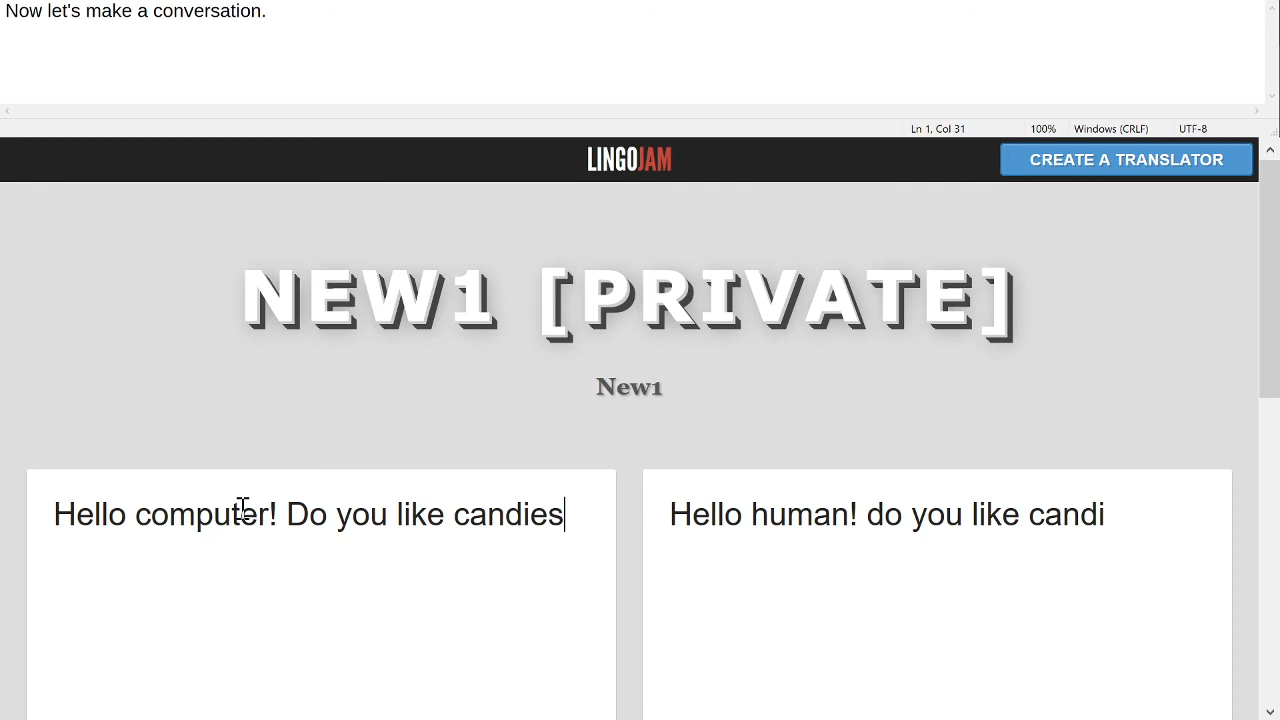 Now let's make a conversation.
Ln 1, Col 31 100% Windows (CRLF) UTF-8
LINGOJAM CREATE A TRANSLATOR
NEW1 [PRIVATE]
New1
Hello computer! Do you like candies
Hello human! do you like candi